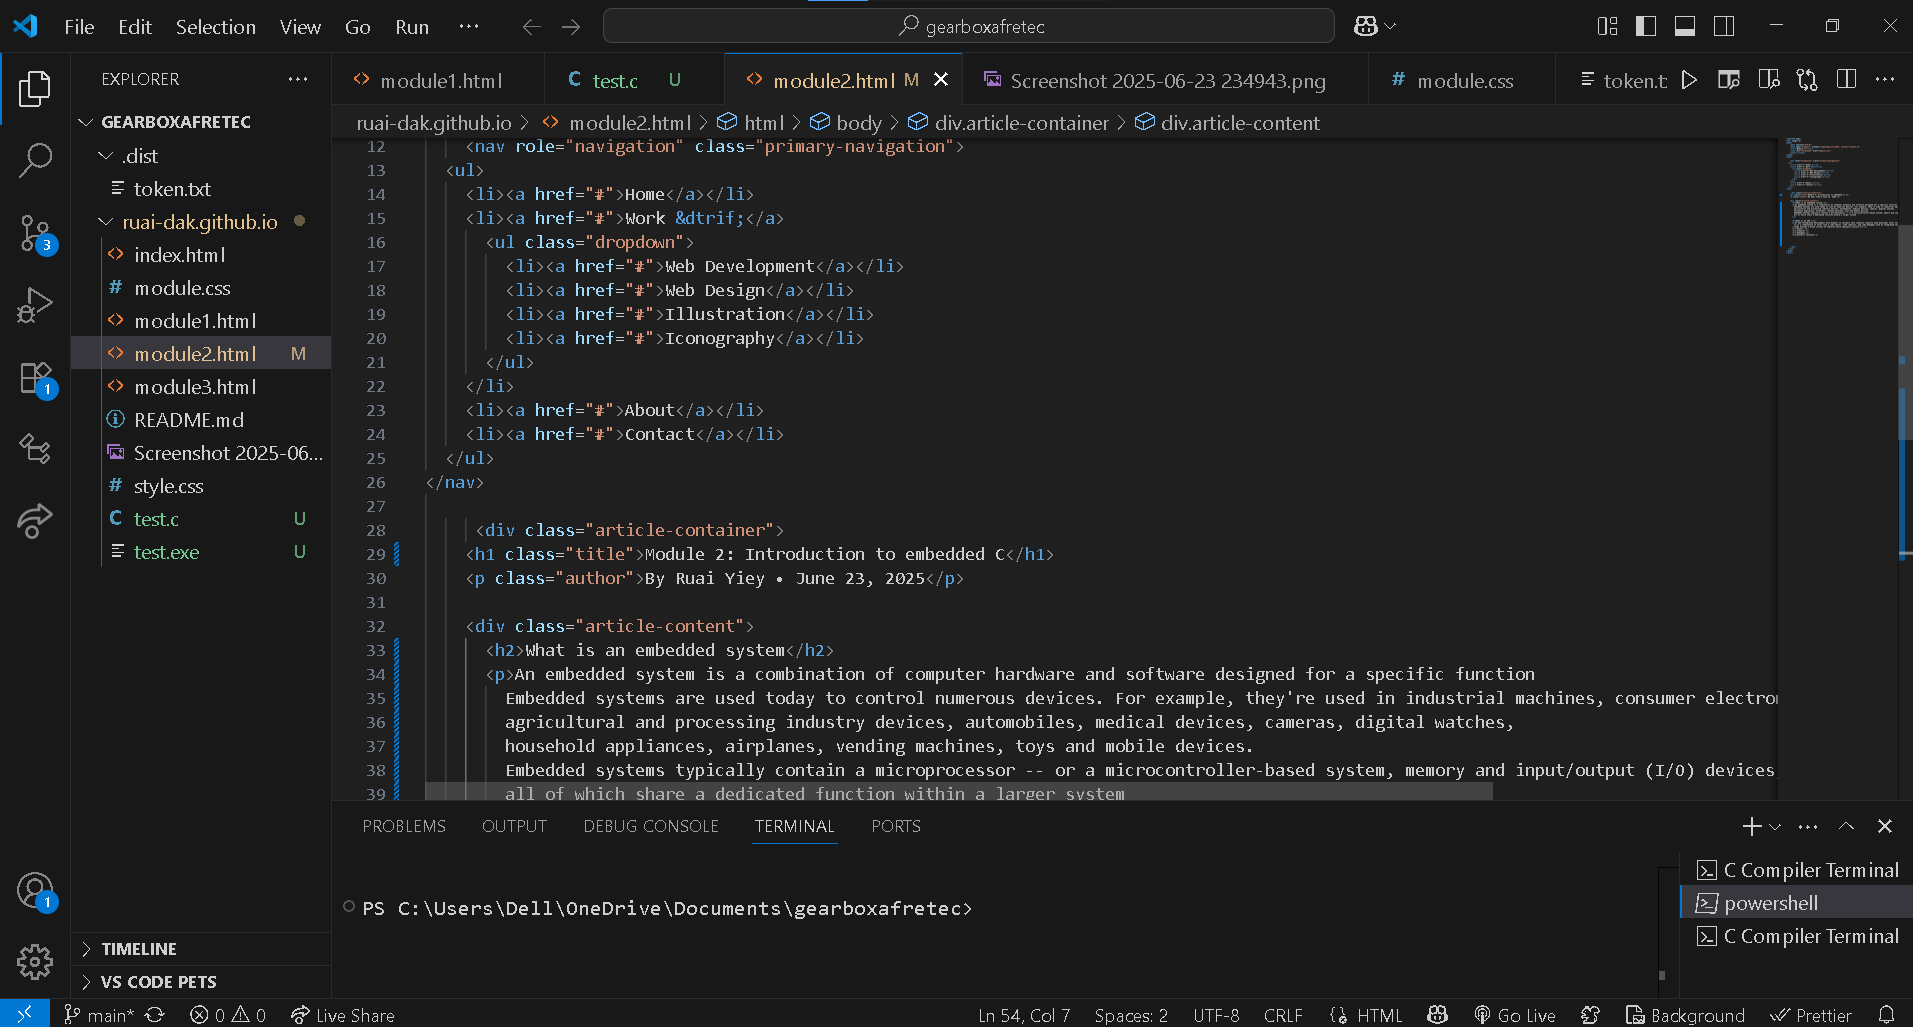 File Edit Selection View Go Run ··· gearboxafretec
EXPLORER ···
GEARBOXAFRETEC
.dist
token.txt
ruai-dak.github.io
index.html
module.css
module1.html
module2.html M
module3.html
README.md
Screenshot 2025-06...
style.css
test.c U
test.exe U
TIMELINE
VS CODE PETS
3
1
1
module1.html test.c U module2.html M Screenshot 2025-06-23 234943.png module.css token.t
ruai-dak.github.io > module2.html > html > body > div.article-container > div.article-content
12 <nav role="navigation" class="primary-navigation">
13 <ul>
14 <li><a href="#">Home</a></li>
15 <li><a href="#">Work &dtrif;</a>
16 <ul class="dropdown">
17 <li><a href="#">Web Development</a></li>
18 <li><a href="#">Web Design</a></li>
19 <li><a href="#">Illustration</a></li>
20 <li><a href="#">Iconography</a></li>
21 </ul>
22 </li>
23 <li><a href="#">About</a></li>
24 <li><a href="#">Contact</a></li>
25 </ul>
26 </nav>
27
28 <div class="article-container">
29 <h1 class="title">Module 2: Introduction to embedded C</h1>
30 <p class="author">By Ruai Yiey • June 23, 2025</p>
31
32 <div class="article-content">
33 <h2>What is an embedded system</h2>
34 <p>An embedded system is a combination of computer hardware and software designed for a specific function
35 Embedded systems are used today to control numerous devices. For example, they're used in industrial machines, consumer electron
36 agricultural and processing industry devices, automobiles, medical devices, cameras, digital watches,
37 household appliances, airplanes, vending machines, toys and mobile devices.
38 Embedded systems typically contain a microprocessor -- or a microcontroller-based system, memory and input/output (I/O) devices,
39 all of which share a dedicated function within a larger system
PROBLEMS OUTPUT DEBUG CONSOLE TERMINAL PORTS
PS C:\Users\Dell\OneDrive\Documents\gearboxafretec>
C Compiler Terminal
powershell
C Compiler Terminal
main* 0 0 Live Share Ln 54, Col 7 Spaces: 2 UTF-8 CRLF {} HTML Go Live Background Prettier